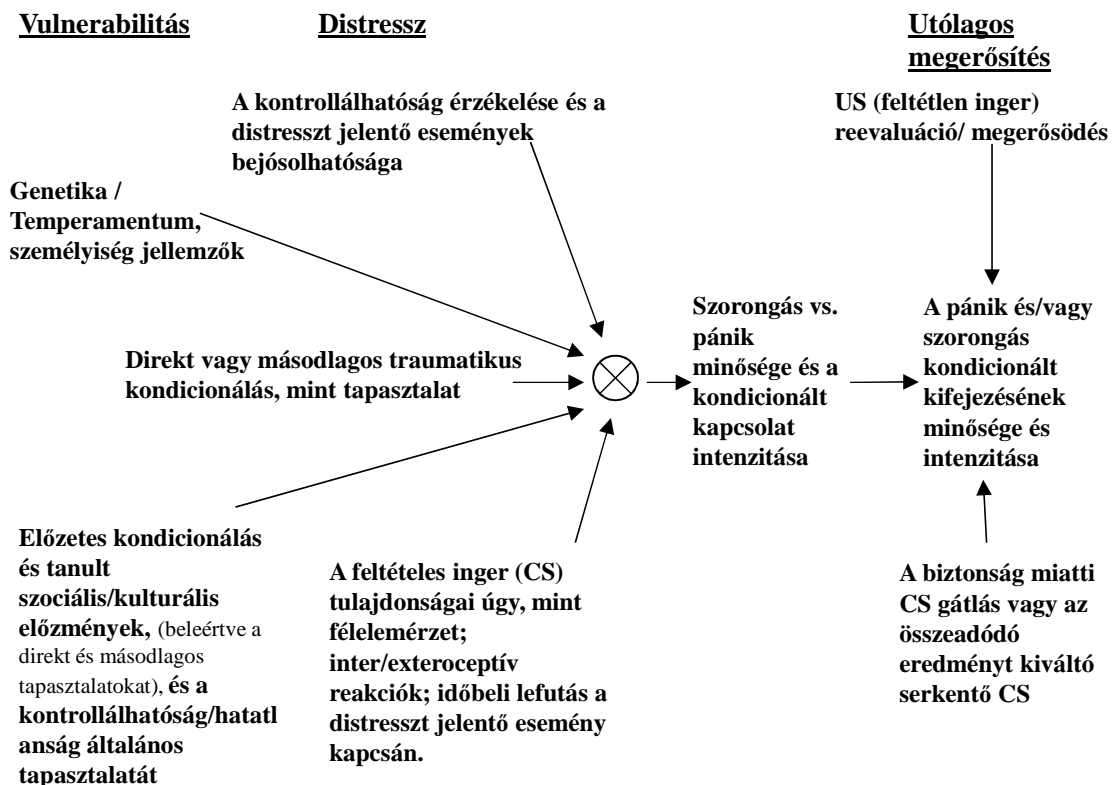 Vulnerabilitás
Distressz
Utólagos
megerősítés
A kontrollálhatóság érzékelése és a
distresszt jelentő események
bejósolhatósága
US (feltétlen inger)
reevaluáció/ megerősödés
Genetika /
Temperamentum,
személyiség jellemzők
Direkt vagy másodlagos traumatikus
kondicionálás, mint tapasztalat
Szorongás vs.
pánik
minősége és a
kondicionált
kapcsolat
intenzitása
A pánik és/vagy
szorongás
kondicionált
kifejezésének
minősége és
intenzitása
Előzetes kondicionálás
és tanult
szociális/kulturális
előzmények, (beleértve a
direkt és másodlagos
tapasztalatokat), és a
kontrollálhatóság/hatatl
anság általános
tapasztalatát
A feltételes inger (CS)
tulajdonságai úgy, mint
félelemérzet;
inter/exteroceptív
reakciók; időbeli lefutás a
distresszt jelentő esemény
kapcsán.
A biztonság miatti
CS gátlás vagy az
összeadódó
eredményt kiváltó
serkentő CS